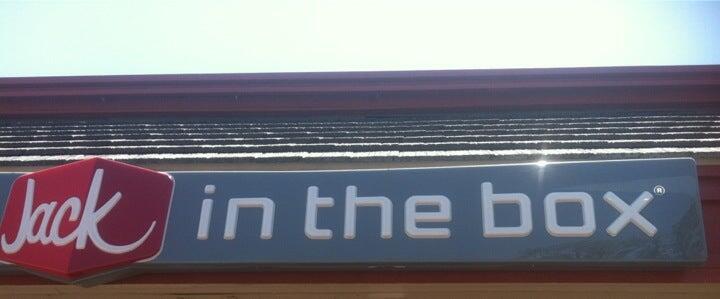 Jack in the box®